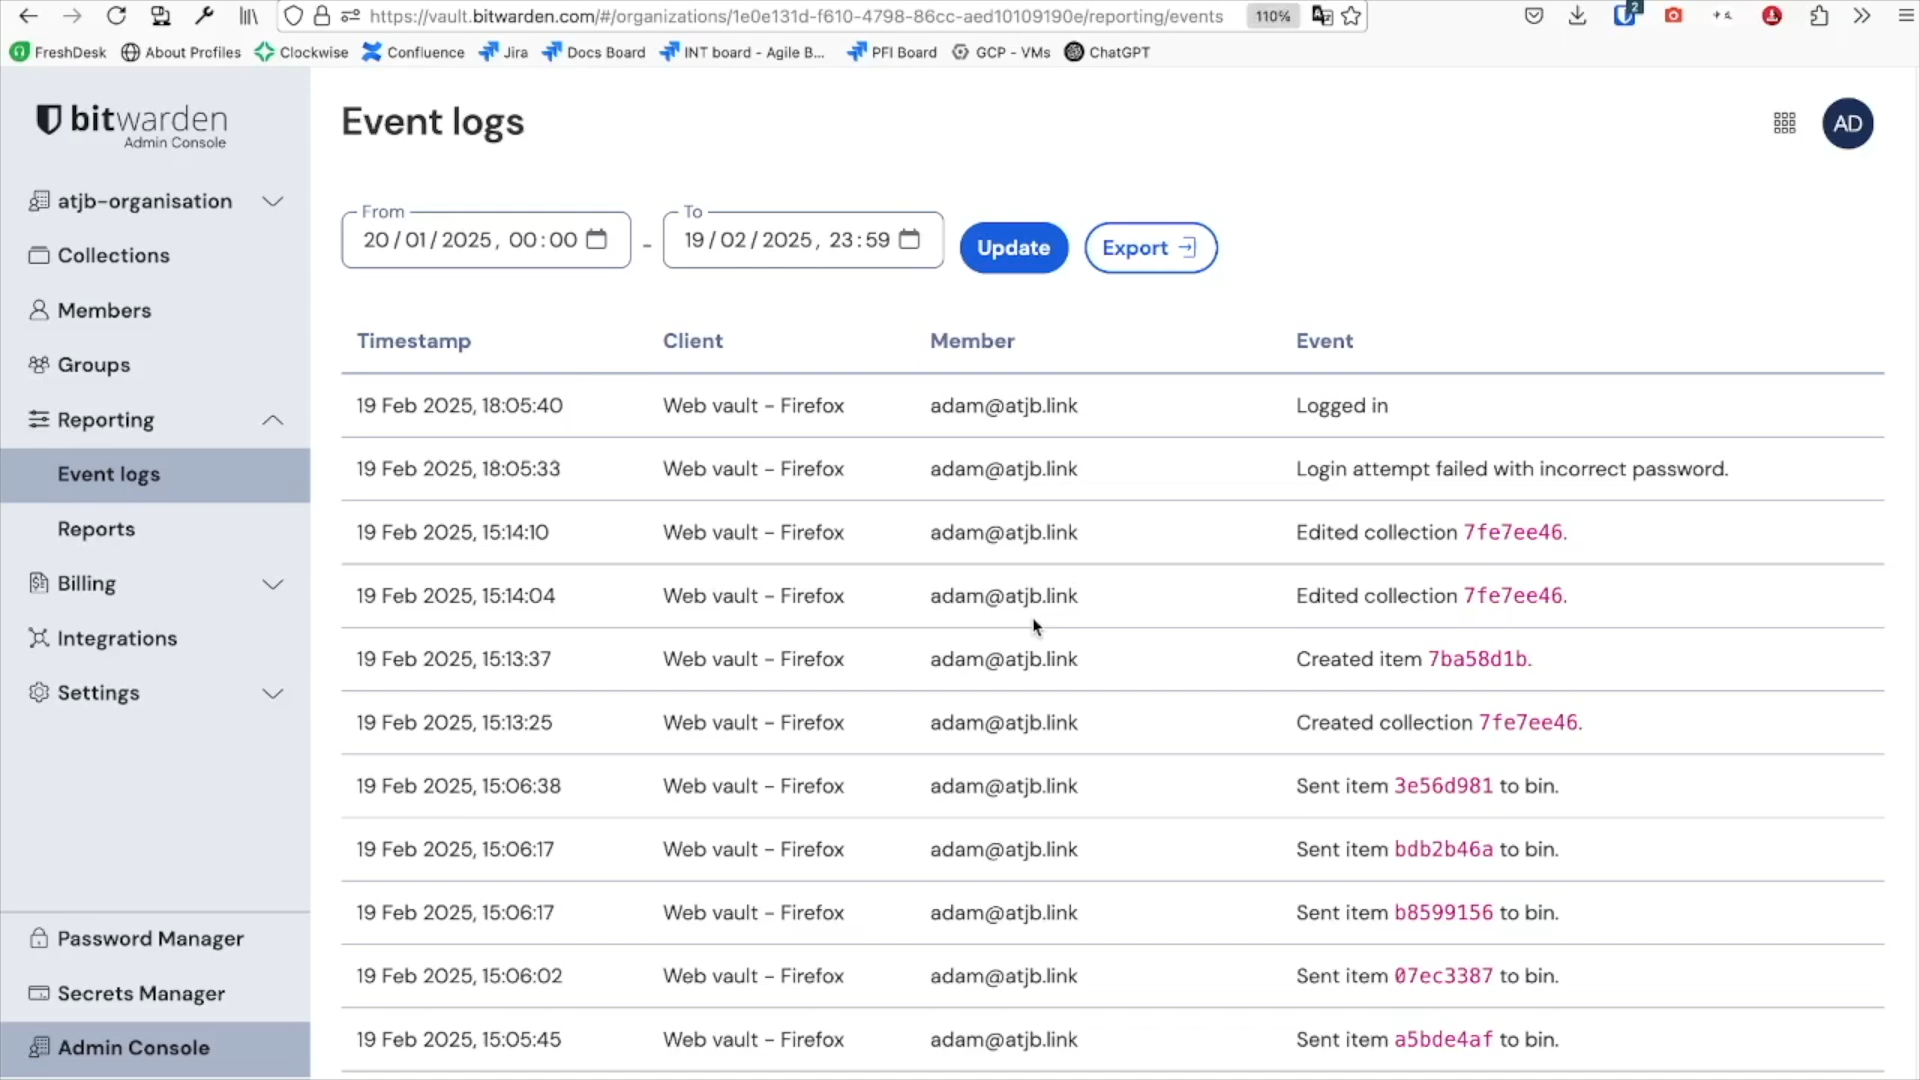 https://vault.bitwarden.com/#/organizations/1e0e131d-f610-4798-86cc-aed10109190e/reporting/events
110%
2
FreshDesk
About Profiles
Clockwise
Confluence
Jira
Docs Board
INT board - Agile B...
PFI Board
GCP - VMs
ChatGPT
bitwarden
Admin Console
atjb-organisation
Collections
Members
Groups
Reporting
Event logs
Reports
Billing
Integrations
Settings
Password Manager
Secrets Manager
Admin Console
Event logs
AD
From
20/01/2025, 00:00
-
To
19/02/2025, 23:59
Update
Export
Timestamp Client Member Event
19 Feb 2025, 18:05:40 Web vault - Firefox adam@atjb.link Logged in
19 Feb 2025, 18:05:33 Web vault - Firefox adam@atjb.link Login attempt failed with incorrect password.
19 Feb 2025, 15:14:10 Web vault - Firefox adam@atjb.link Edited collection 7fe7ee46.
19 Feb 2025, 15:14:04 Web vault - Firefox adam@atjb.link Edited collection 7fe7ee46.
19 Feb 2025, 15:13:37 Web vault - Firefox adam@atjb.link Created item 7ba58d1b.
19 Feb 2025, 15:13:25 Web vault - Firefox adam@atjb.link Created collection 7fe7ee46.
19 Feb 2025, 15:06:38 Web vault - Firefox adam@atjb.link Sent item 3e56d981 to bin.
19 Feb 2025, 15:06:17 Web vault - Firefox adam@atjb.link Sent item bdb2b46a to bin.
19 Feb 2025, 15:06:17 Web vault - Firefox adam@atjb.link Sent item b8599156 to bin.
19 Feb 2025, 15:06:02 Web vault - Firefox adam@atjb.link Sent item 07ec3387 to bin.
19 Feb 2025, 15:05:45 Web vault - Firefox adam@atjb.link Sent item a5bde4af to bin.